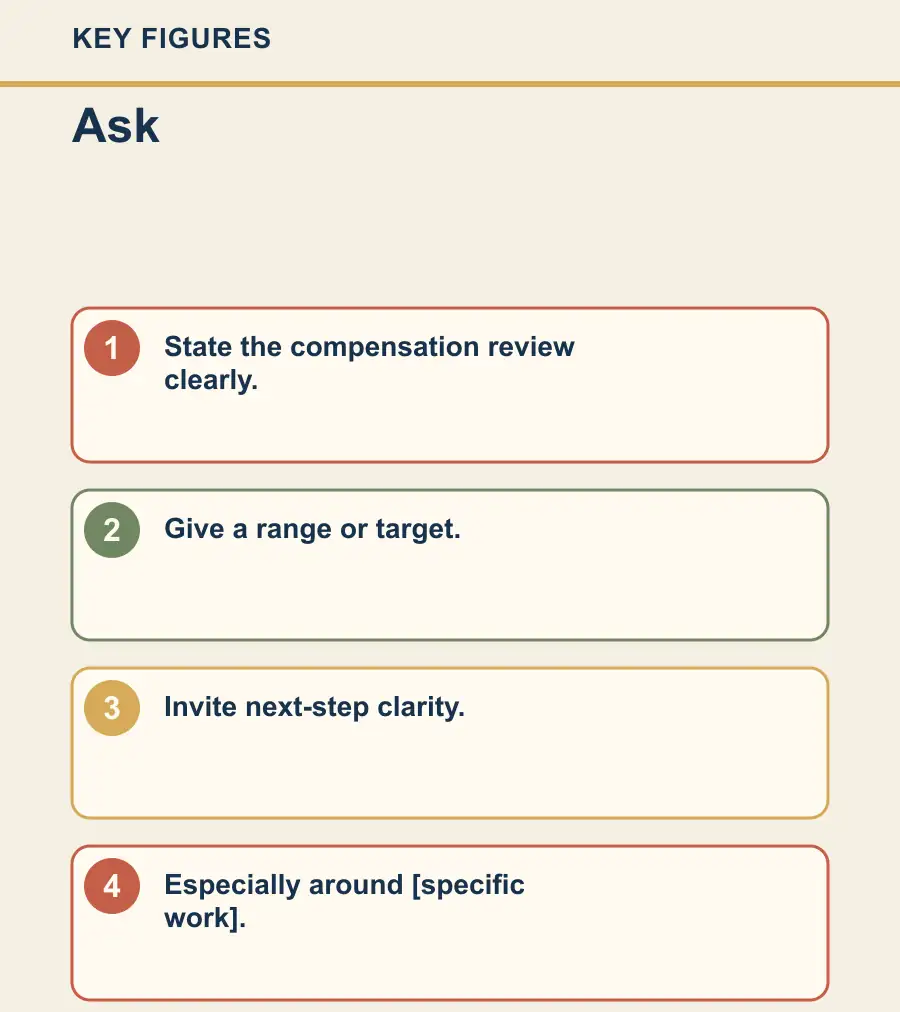 KEY FIGURES
Ask
1
State the compensation review
clearly.
2
Give a range or target.
3
Invite next-step clarity.
4
Especially around [specific
work].